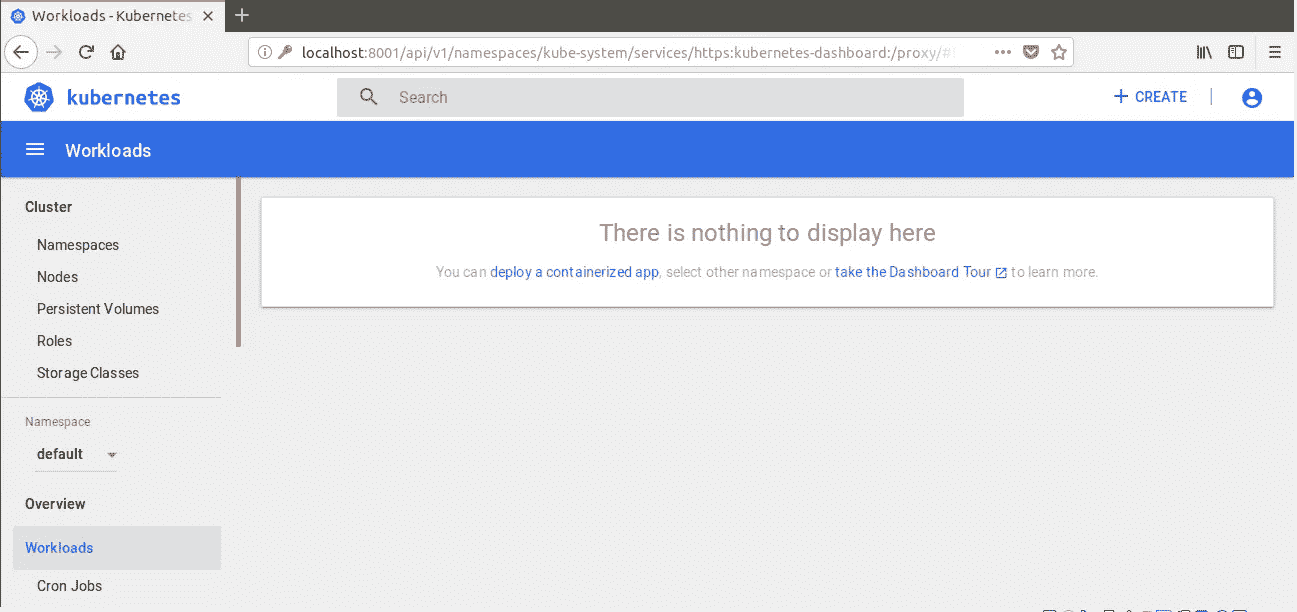 Workloads - Kubernetes
localhost:8001/api/v1/namespaces/kube-system/services/https:kubernetes-dashboard:/proxy/#
kubernetes
Search
CREATE
Workloads
Cluster
Namespaces
Nodes
Persistent Volumes
Roles
Storage Classes
Namespace
default
Overview
Workloads
Cron Jobs
There is nothing to display here
You can deploy a containerized app, select other namespace or take the Dashboard Tour to learn more.